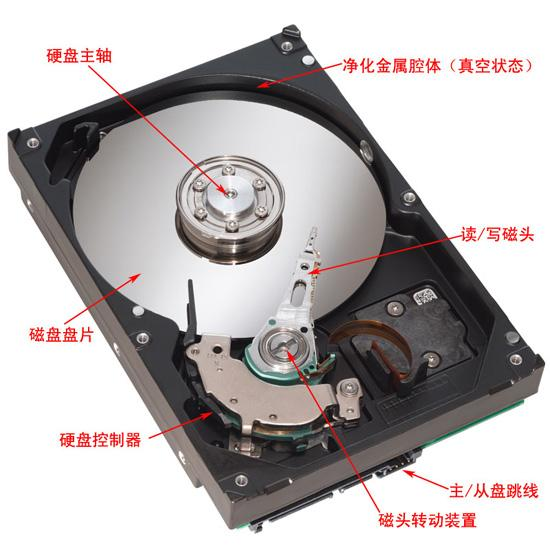 硬盘主轴
净化金属腔体（真空状态）
读/写磁头
磁盘盘片
硬盘控制器
主/从盘跳线
磁头转动装置